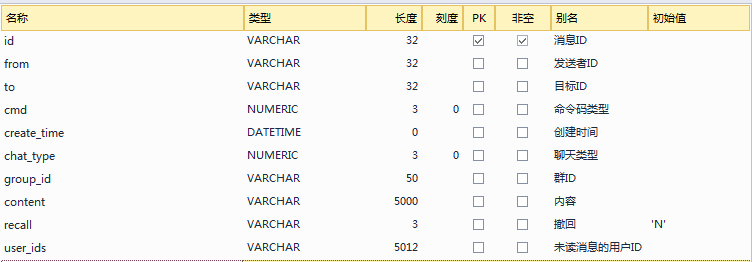 名称 类型 长度 刻度 PK 非空 别名 初始值
id VARCHAR 32 消息ID
from VARCHAR 32 发送者ID
to VARCHAR 32 目标ID
cmd NUMERIC 3 0 命令码类型
create_time DATETIME 0 创建时间
chat_type NUMERIC 3 0 聊天类型
group_id VARCHAR 50 群ID
content VARCHAR 5000 内容
recall VARCHAR 3 撤回 'N'
user_ids VARCHAR 5012 未读消息的用户ID